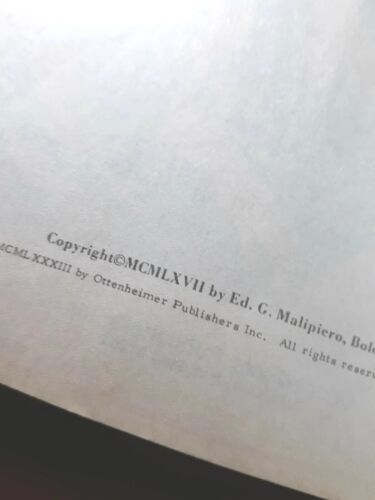 Copyright©MCMLXVII by Ed. G. Malipiero,
MCMLXXXIII by Ottenheimer Publishers Inc. All rights